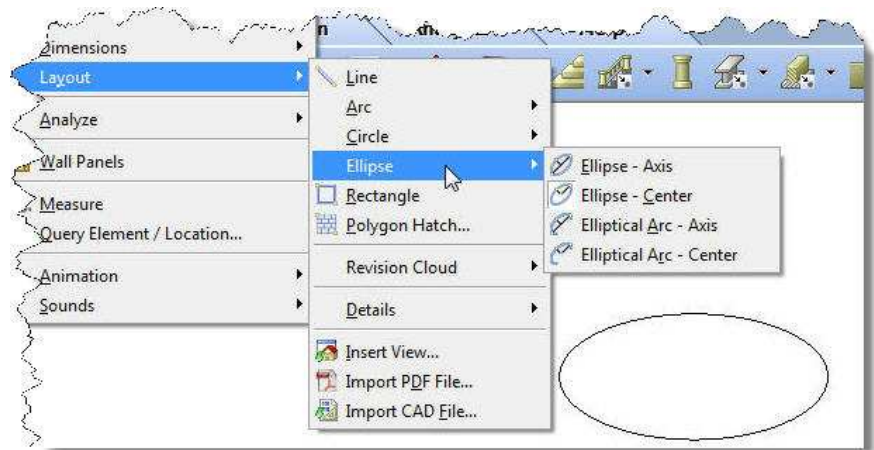 Dimensions
Layout
Analyze
Wall Panels
Measure
Query Element / Location...
Animation
Sounds
Line
Arc
Circle
Ellipse
Rectangle
Polygon Hatch...
Revision Cloud
Details
Insert View...
Import PDF File...
Import CAD File...
Ellipse - Axis
Ellipse - Center
Elliptical Arc - Axis
Elliptical Arc - Center